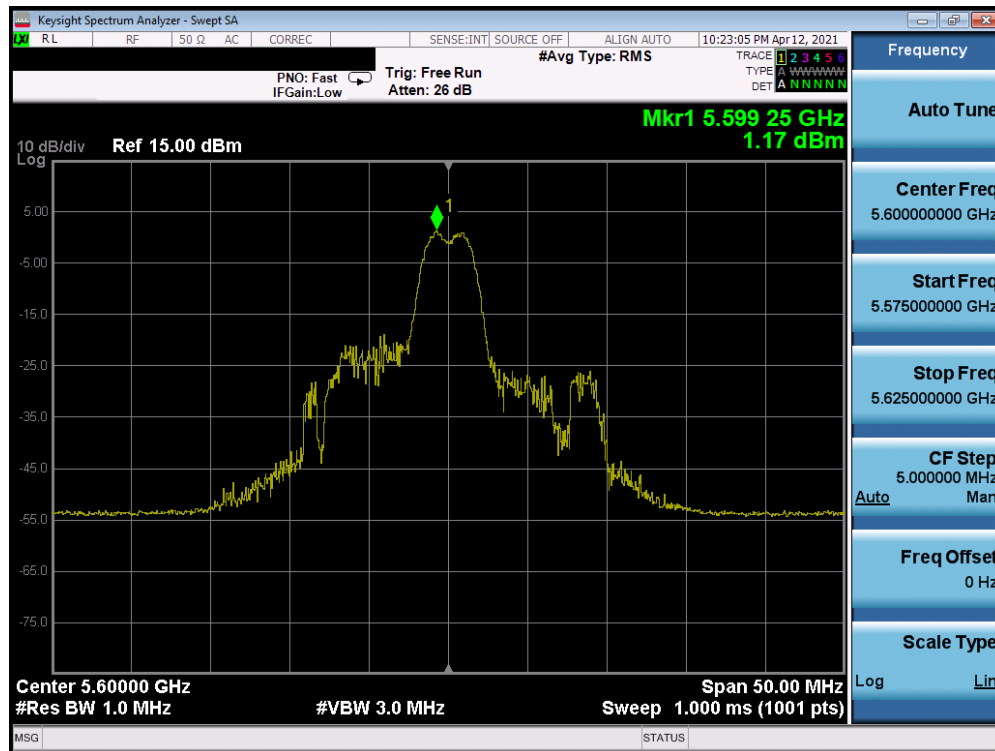 Keysight Spectrum Analyzer - Swept SA
LXI RL RF 50 Ω AC CORREC SENSE:INT SOURCE OFF ALIGN AUTO 10:23:05 PM Apr 12, 2021
#Avg Type: RMS
TRACE 1 2 3 4 5 6
TYPE A WWWWW
DET A N N N N N
PNO: Fast
IFGain:Low
Trig: Free Run
Atten: 26 dB
Mkr1 5.599 25 GHz
1.17 dBm
10 dB/div
Log
Ref 15.00 dBm
1
5.00
-5.00
-15.0
-25.0
-35.0
-45.0
-55.0
-65.0
-75.0
Center 5.60000 GHz
Span 50.00 MHz
#Res BW 1.0 MHz
#VBW 3.0 MHz
Sweep 1.000 ms (1001 pts)
MSG
STATUS
Frequency
Auto Tune
Center Freq
5.600000000 GHz
Start Freq
5.575000000 GHz
Stop Freq
5.625000000 GHz
CF Step
5.000000 MHz
Auto Man
Freq Offset
0 Hz
Scale Type
Log Lin